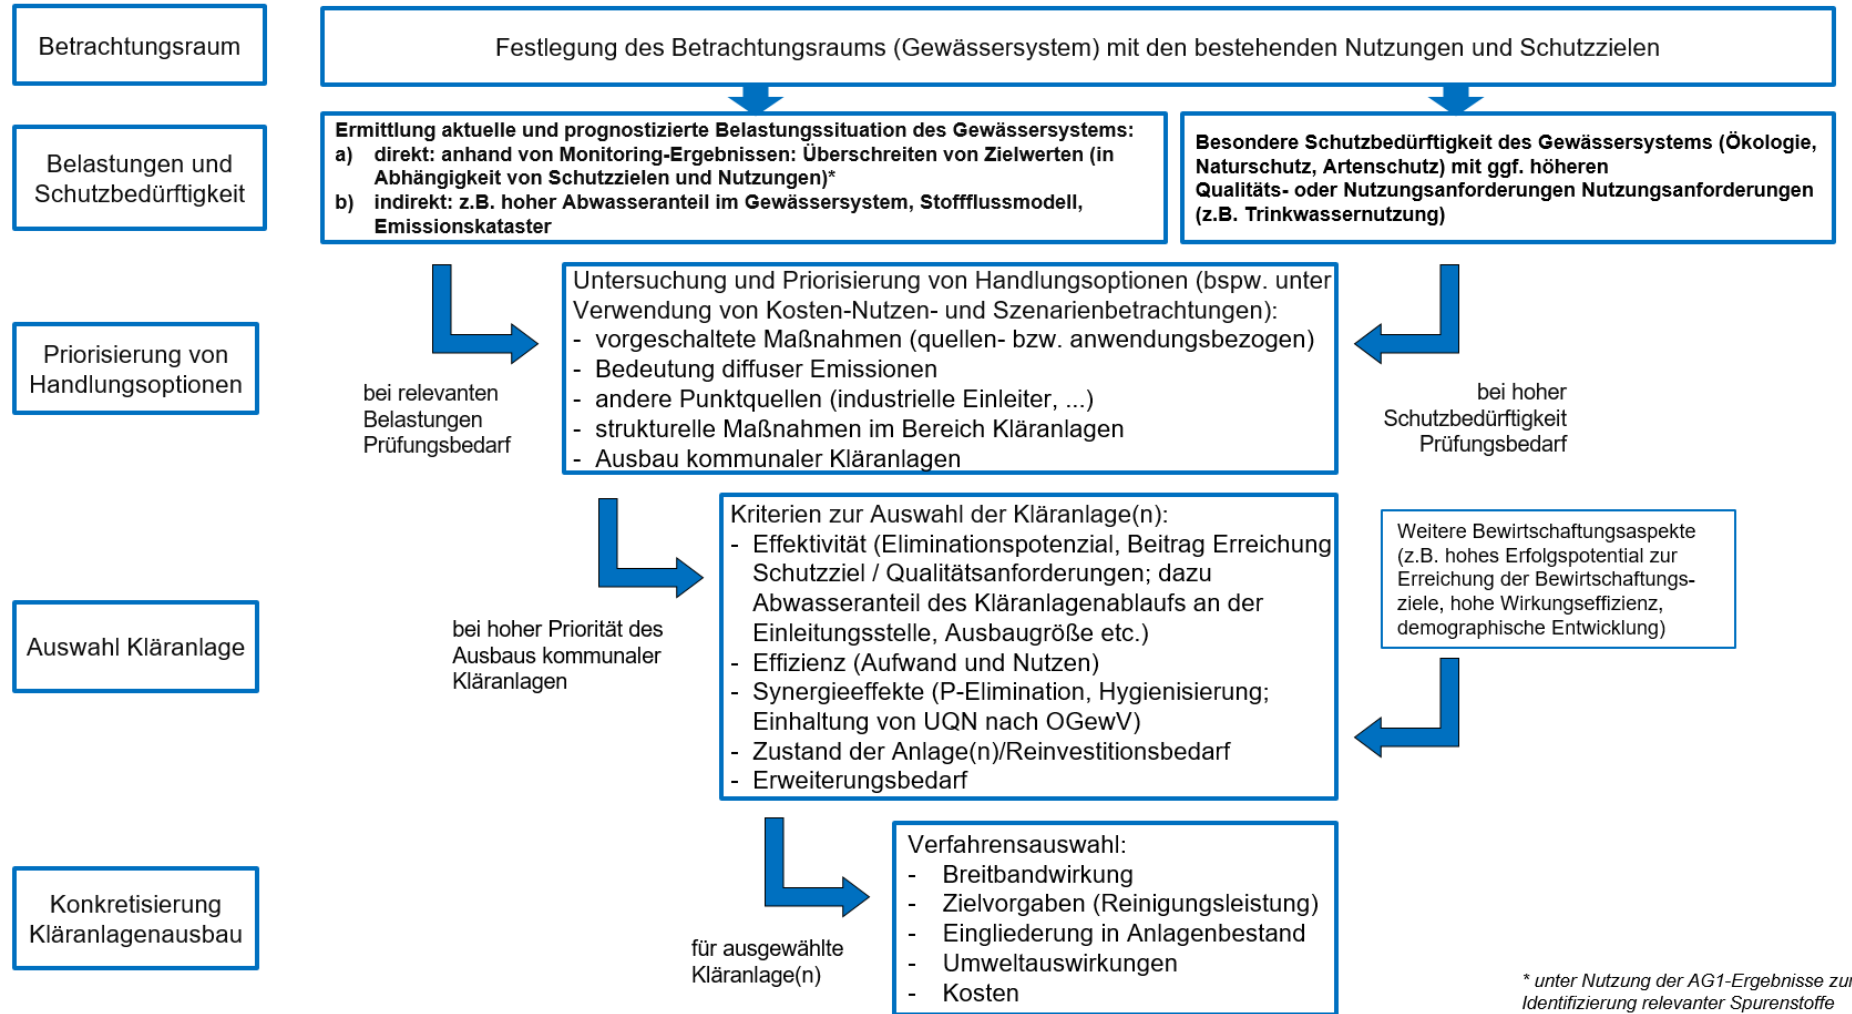 Betrachtungsraum
Festlegung des Betrachtungsraums (Gewässersystem) mit den bestehenden Nutzungen und Schutzzielen
Belastungen und
Schutzbedürftigkeit
Ermittlung aktuelle und prognostizierte Belastungssituation des Gewässersystems:
a) direkt: anhand von Monitoring-Ergebnissen: Überschreiten von Zielwerten (in
Abhängigkeit von Schutzzielen und Nutzungen)*
b) indirekt: z.B. hoher Abwasseranteil im Gewässersystem, Stoffflussmodell,
Emissionskataster
Besondere Schutzbedürftigkeit des Gewässersystems (Ökologie,
Naturschutz, Artenschutz) mit ggf. höheren
Qualitäts- oder Nutzungsanforderungen Nutzungsanforderungen
(z.B. Trinkwassernutzung)
Priorisierung von
Handlungsoptionen
bei relevanten
Belastungen
Prüfungsbedarf
Untersuchung und Priorisierung von Handlungsoptionen (bspw. unter
Verwendung von Kosten-Nutzen- und Szenarienbetrachtungen):
- vorgeschaltete Maßnahmen (quellen- bzw. anwendungsbezogen)
- Bedeutung diffuser Emissionen
- andere Punktquellen (industrielle Einleiter, ...)
- strukturelle Maßnahmen im Bereich Kläranlagen
- Ausbau kommunaler Kläranlagen
bei hoher
Schutzbedürftigkeit
Prüfungsbedarf
Auswahl Kläranlage
bei hoher Priorität des
Ausbaus kommunaler
Kläranlagen
Kriterien zur Auswahl der Kläranlage(n):
- Effektivität (Eliminationspotenzial, Beitrag Erreichung
Schutzziel / Qualitätsanforderungen; dazu
Abwasseranteil des Kläranlagenablaufs an der
Einleitungsstelle, Ausbaugröße etc.)
- Effizienz (Aufwand und Nutzen)
- Synergieeffekte (P-Elimination, Hygienisierung;
Einhaltung von UQN nach OGewV)
- Zustand der Anlage(n)/Reinvestitionsbedarf
- Erweiterungsbedarf
Weitere Bewirtschaftungsaspekte
(z.B. hohes Erfolgspotential zur
Erreichung der Bewirtschaftungs-
ziele, hohe Wirkungseffizienz,
demographische Entwicklung)
Konkretisierung
Kläranlagenausbau
für ausgewählte
Kläranlage(n)
Verfahrensauswahl:
- Breitbandwirkung
- Zielvorgaben (Reinigungsleistung)
- Eingliederung in Anlagenbestand
- Umweltauswirkungen
- Kosten
* unter Nutzung der AG1-Ergebnisse zur
Identifizierung relevanter Spurenstoffe